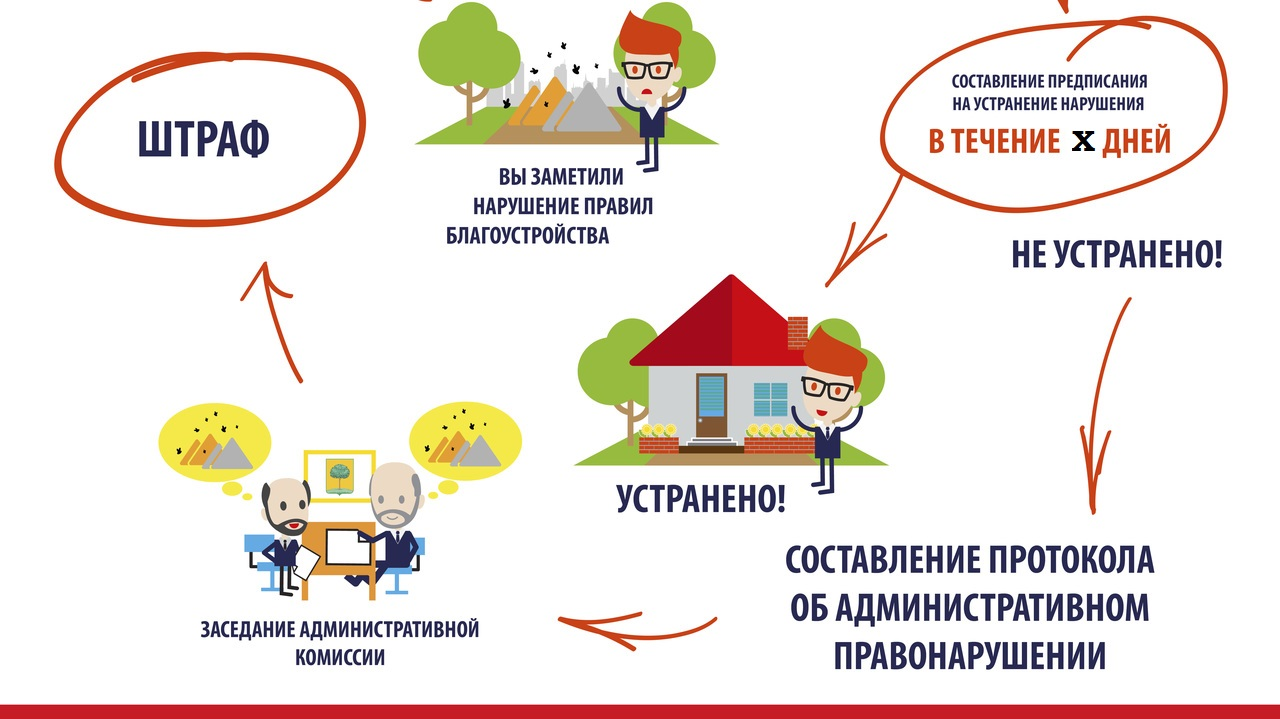 ШТРАФ
ВЫ ЗАМЕТИЛИ
НАРУШЕНИЕ ПРАВИЛ
БЛАГОУСТРОЙСТВА
СОСТАВЛЕНИЕ ПРЕДПИСАНИЯ
НА УСТРАНЕНИЕ НАРУШЕНИЯ
В ТЕЧЕНИЕ х ДНЕЙ
НЕ УСТРАНЕНО!
УСТРАНЕНО!
СОСТАВЛЕНИЕ ПРОТОКОЛА
ОБ АДМИНИСТРАТИВНОМ
ПРАВОНАРУШЕНИИ
ЗАСЕДАНИЕ АДМИНИСТРАТИВНОЙ
КОМИССИИ